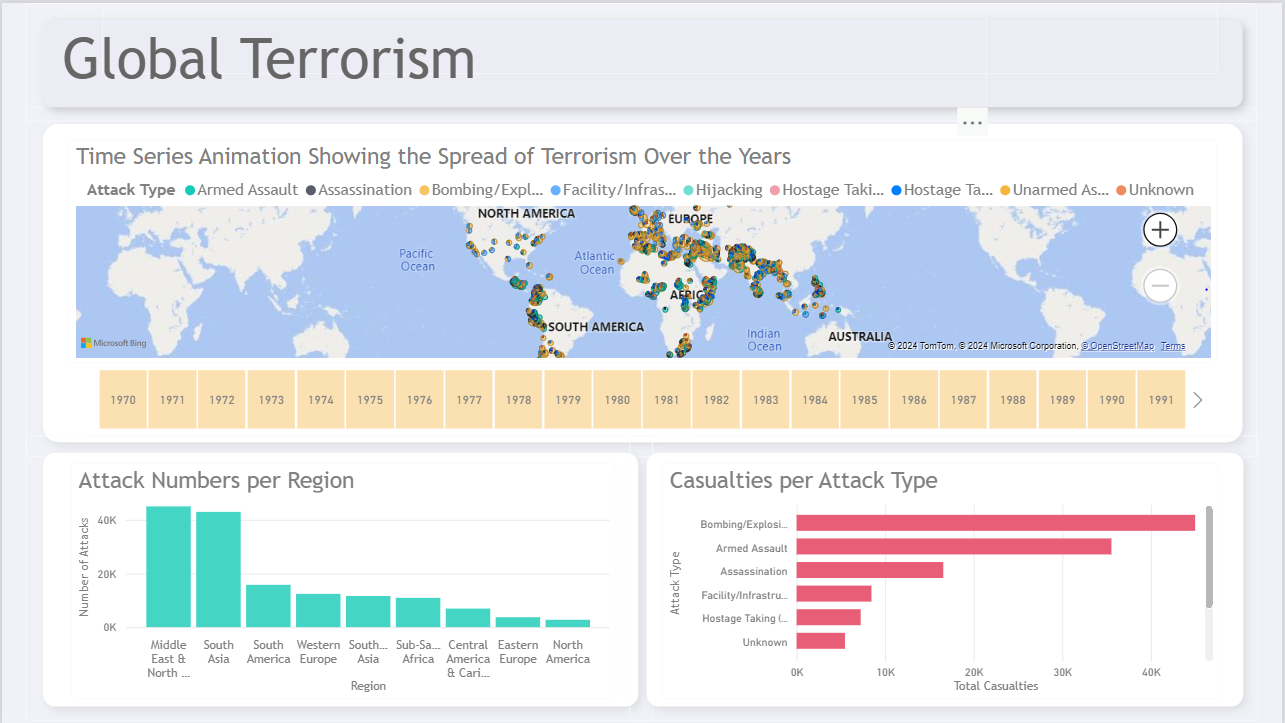 Global Terrorism
...
Time Series Animation Showing the Spread of Terrorism Over the Years
Attack Type Armed Assault Assassination Bombing/Expl... Facility/Infras... Hijacking Hostage Taki... Hostage Ta... Unarmed As... Unknown
NORTH AMERICA
EUROPE
Pacific
Ocean
Atlantic
Ocean
AFRIC
SOUTH AMERICA
Indian
Ocean
AUSTRALIA
Microsoft Bing
© 2024 TomTom, © 2024 Microsoft Corporation, © OpenStreetMap Terms
1970 1971 1972 1973 1974 1975 1976 1977 1978 1979 1980 1981 1982 1983 1984 1985 1986 1987 1988 1989 1990 1991
Attack Numbers per Region
Number of Attacks
40K
20K
0K
Middle
East &
North ...
South
Asia
South
America
Western
Europe
South...
Asia
Sub-Sa...
Africa
Central
America
& Cari...
Eastern
Europe
North
America
Region
Casualties per Attack Type
Attack Type
Bombing/Explosi...
Armed Assault
Assassination
Facility/Infrastru...
Hostage Taking (...
Unknown
0K 10K 20K 30K 40K
Total Casualties